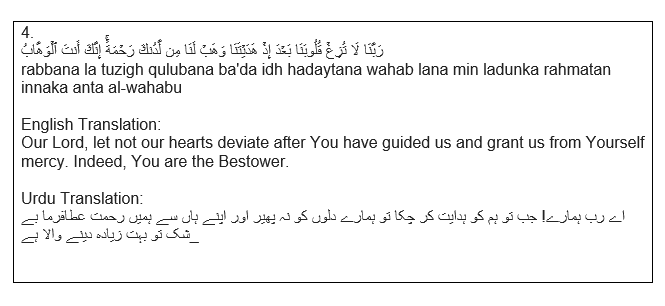 4.
رَبَّنَا لَا تُزِغْ قُلُوبَنَا بَعْدَ إِذْ هَدَيْتَنَا وَهَبْ لَنَا مِن لَّدُنكَ رَحْمَةً ۚ إِنَّكَ أَنتَ ٱلْوَهَّابُ
rabbana la tuzigh qulubana ba'da idh hadaytana wahab lana min ladunka rahmatan
innaka anta al-wahabu
English Translation:
Our Lord, let not our hearts deviate after You have guided us and grant us from Yourself
mercy. Indeed, You are the Bestower.
Urdu Translation:
اے رب ہمارے! جب تو ہم کو ہدایت کر چکا تو ہمارے دلوں کو نہ پھیر اور اپنے ہاں سے ہمیں رحمت عطافرما بے
شک تو بہت زیادہ دینے والا ہے_